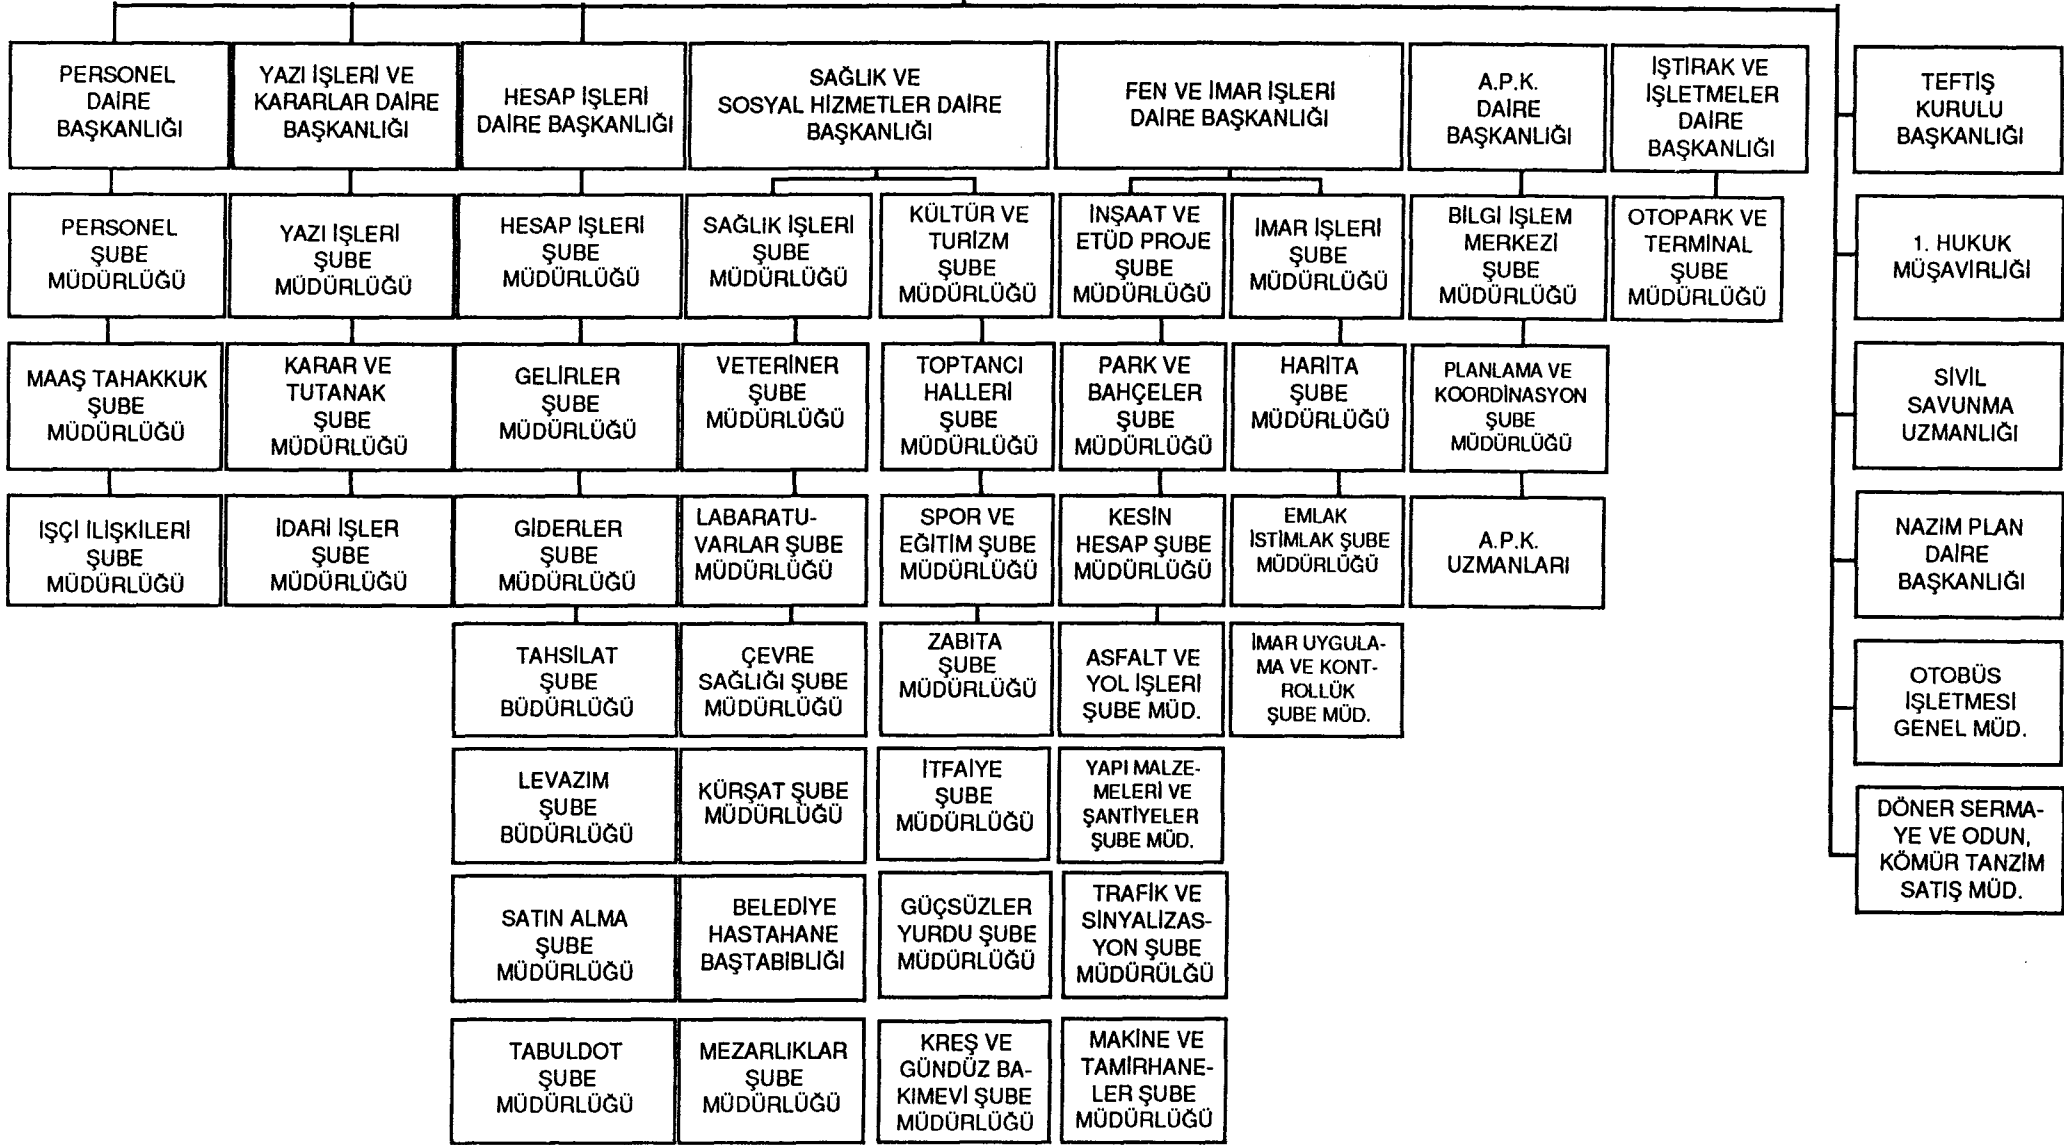 PERSONEL
DAİRE
BAŞKANLIĞI
YAZI İŞLERİ VE
KARARLAR DAİRE
BAŞKANLIĞI
HESAP İŞLERİ
DAİRE BAŞKANLIĞI
SAĞLIK VE
SOSYAL HİZMETLER DAİRE
BAŞKANLIĞI
FEN VE İMAR İŞLERİ
DAİRE BAŞKANLIĞI
A.P.K.
DAİRE
BAŞKANLIĞI
İŞTİRAK VE
İŞLETMELER
DAİRE
BAŞKANLIĞI
TEFTİŞ
KURULU
BAŞKANLIĞI
PERSONEL
ŞUBE
MÜDÜRLÜĞÜ
YAZI İŞLERİ
ŞUBE
MÜDÜRLÜĞÜ
HESAP İŞLERİ
ŞUBE
MÜDÜRLÜĞÜ
SAĞLIK İŞLERİ
ŞUBE
MÜDÜRLÜĞÜ
KÜLTÜR VE
TURİZM
ŞUBE
MÜDÜRLÜĞÜ
İNŞAAT VE
ETÜD PROJE
ŞUBE
MÜDÜRLÜĞÜ
İMAR İŞLERİ
ŞUBE
MÜDÜRLÜĞÜ
BİLGİ İŞLEM
MERKEZİ
ŞUBE
MÜDÜRLÜĞÜ
OTOPARK VE
TERMİNAL
ŞUBE
MÜDÜRLÜĞÜ
1. HUKUK
MÜŞAVİRLİĞİ
MAAŞ TAHAKKUK
ŞUBE
MÜDÜRLÜĞÜ
KARAR VE
TUTANAK
ŞUBE
MÜDÜRLÜĞÜ
GELİRLER
ŞUBE
MÜDÜRLÜĞÜ
VETERİNER
ŞUBE
MÜDÜRLÜĞÜ
TOPTANCI
HALLERİ
ŞUBE
MÜDÜRLÜĞÜ
PARK VE
BAHÇELER
ŞUBE
MÜDÜRLÜĞÜ
HARİTA
ŞUBE
MÜDÜRLÜĞÜ
PLANLAMA VE
KOORDİNASYON
ŞUBE
MÜDÜRLÜĞÜ
SİVİL
SAVUNMA
UZMANLIĞI
İŞÇİ İLİŞKİLERİ
ŞUBE
MÜDÜRLÜĞÜ
İDARİ İŞLER
ŞUBE
MÜDÜRLÜĞÜ
GİDERLER
ŞUBE
MÜDÜRLÜĞÜ
LABARATU-
VARLAR ŞUBE
MÜDÜRLÜĞÜ
SPOR VE
EĞİTİM ŞUBE
MÜDÜRLÜĞÜ
KESİN
HESAP ŞUBE
MÜDÜRLÜĞÜ
EMLAK
İSTİMLAK ŞUBE
MÜDÜRLÜĞÜ
A.P.K.
UZMANLARI
NAZIM PLAN
DAİRE
BAŞKANLIĞI
TAHSİLAT
ŞUBE
BÜDÜRLÜĞÜ
ÇEVRE
SAĞLIĞI ŞUBE
MÜDÜRLÜĞÜ
ZABITA
ŞUBE
MÜDÜRLÜĞÜ
ASFALT VE
YOL İŞLERİ
ŞUBE MÜD.
İMAR UYGULA-
MA VE KONT-
ROLLÜK
ŞUBE MÜD.
OTOBÜS
İŞLETMESİ
GENEL MÜD.
LEVAZIM
ŞUBE
BÜDÜRLÜĞÜ
KÜRŞAT ŞUBE
MÜDÜRLÜĞÜ
İTFAİYE
ŞUBE
MÜDÜRLÜĞÜ
YAPI MALZE-
MELERİ VE
ŞANTİYELER
ŞUBE MÜD.
DÖNER SERMA-
YE VE ODUN,
KÖMÜR TANZİM
SATIŞ MÜD.
SATIN ALMA
ŞUBE
MÜDÜRLÜĞÜ
BELEDİYE
HASTAHANE
BAŞTABIBLIĞI
GÜÇSÜZLER
YURDU ŞUBE
MÜDÜRLÜĞÜ
TRAFİK VE
SİNYALİZAS-
YON ŞUBE
MÜDÜRÜLĞÜ
TABULDOT
ŞUBE
MÜDÜRLÜĞÜ
MEZARLIKLAR
ŞUBE
MÜDÜRLÜĞÜ
KREŞ VE
GÜNDÜZ BA-
KIMEVİ ŞUBE
MÜDÜRLÜĞÜ
MAKİNE VE
TAMİRHANE-
LER ŞUBE
MÜDÜRLÜĞÜ